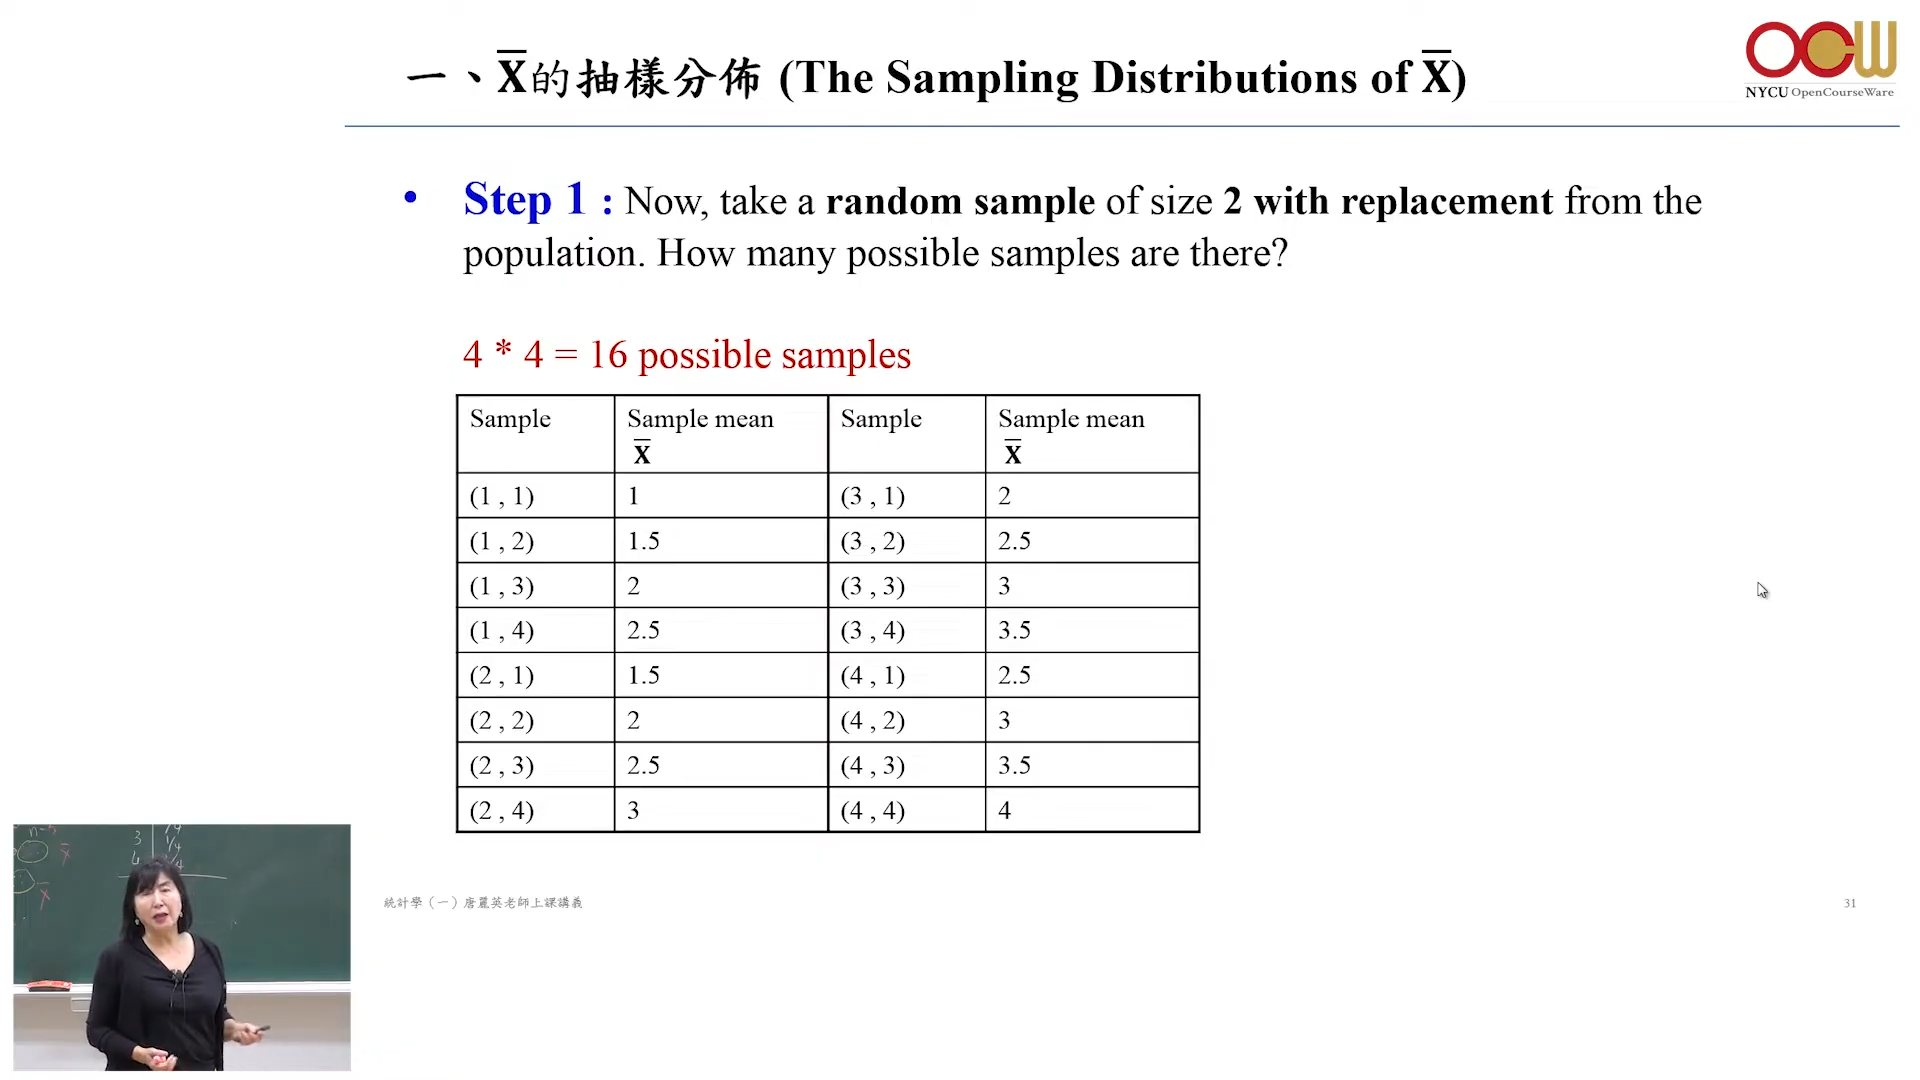 一、X̅的抽樣分佈 (The Sampling Distributions of X̅)
OCW
NYCU OpenCourseWare
• Step 1 : Now, take a random sample of size 2 with replacement from the
population. How many possible samples are there?
4 * 4 = 16 possible samples
Sample Sample mean X̅ Sample Sample mean X̅
(1 , 1) 1 (3 , 1) 2
(1 , 2) 1.5 (3 , 2) 2.5
(1 , 3) 2 (3 , 3) 3
(1 , 4) 2.5 (3 , 4) 3.5
(2 , 1) 1.5 (4 , 1) 2.5
(2 , 2) 2 (4 , 2) 3
(2 , 3) 2.5 (4 , 3) 3.5
(2 , 4) 3 (4 , 4) 4
3 1/4
4 1/4
統計學（一）唐麗英老師上課講義
31